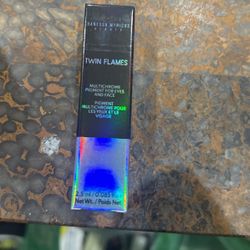 DANESSA MYRICKS
BEAUTY
TWIN FLAMES
MULTICHROME
PIGMENT FOR EYES
AND FACE
PIGMENT
MULTICHROME POUR
LES YEUX ET LE
VISAGE
Net Wt. / Poids Net